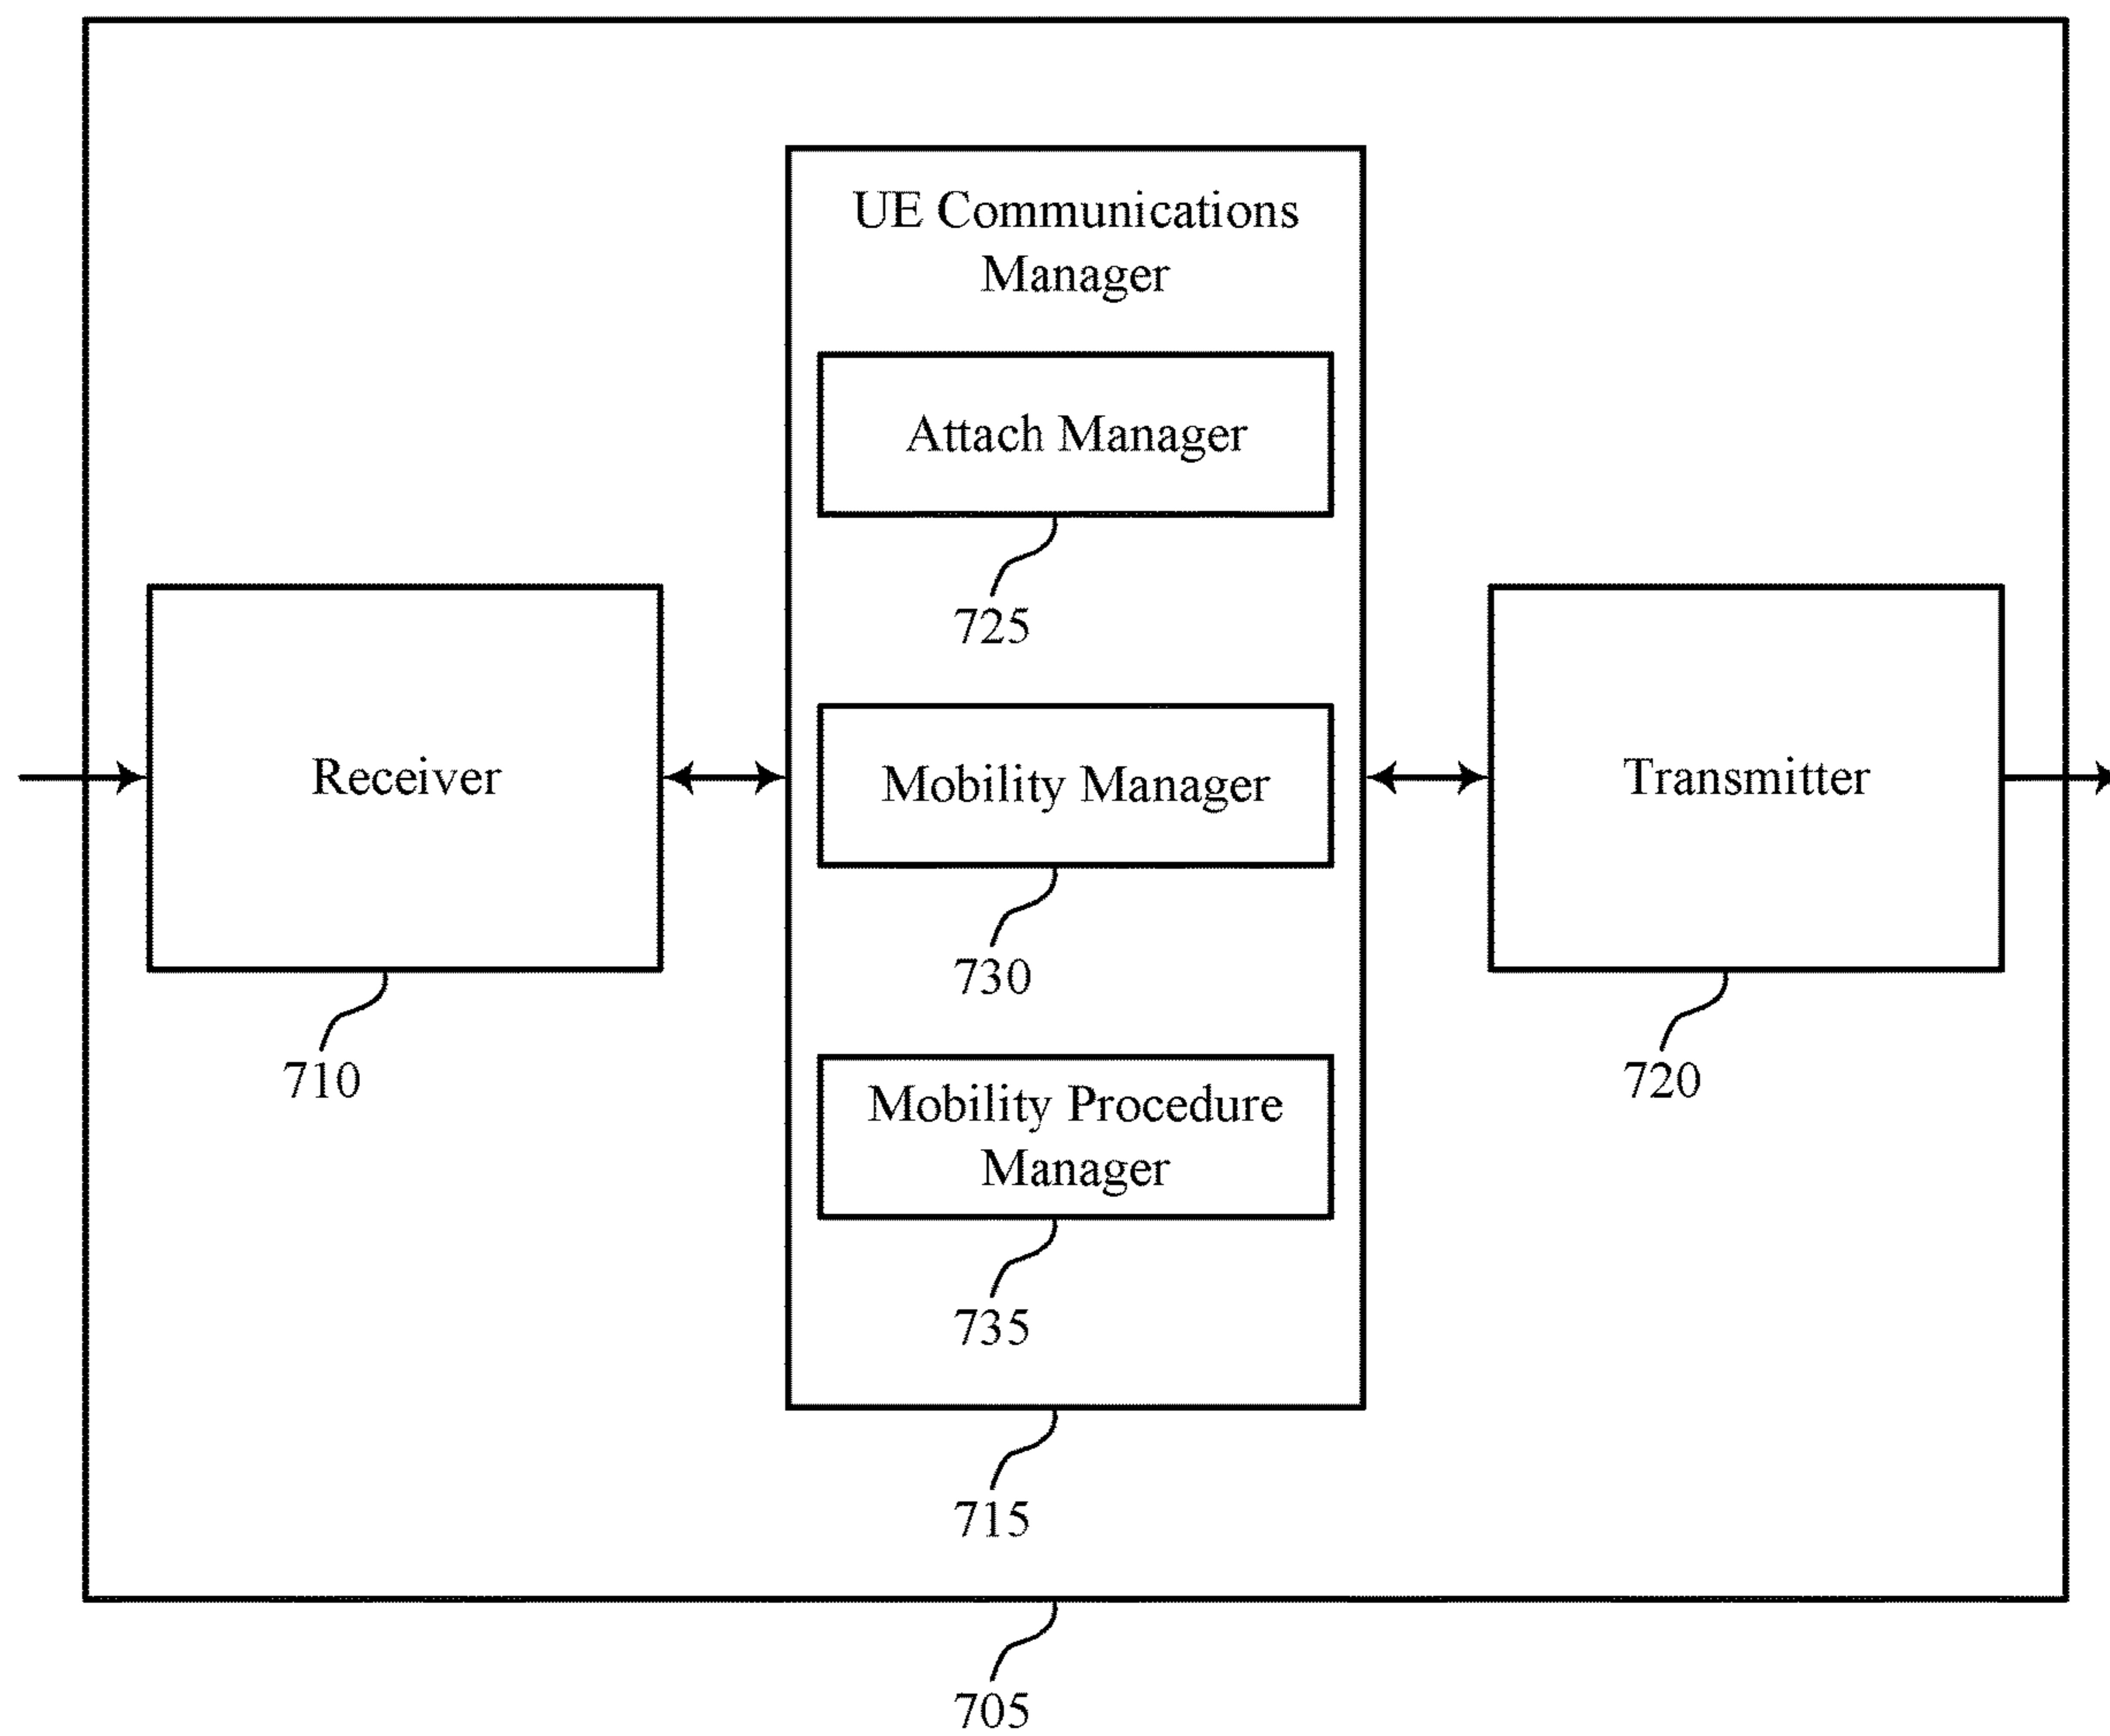 UE Communications
Manager
Attach Manager
725
Receiver
710
Mobility Manager
730
Transmitter
720
Mobility Procedure
Manager
735
715
705